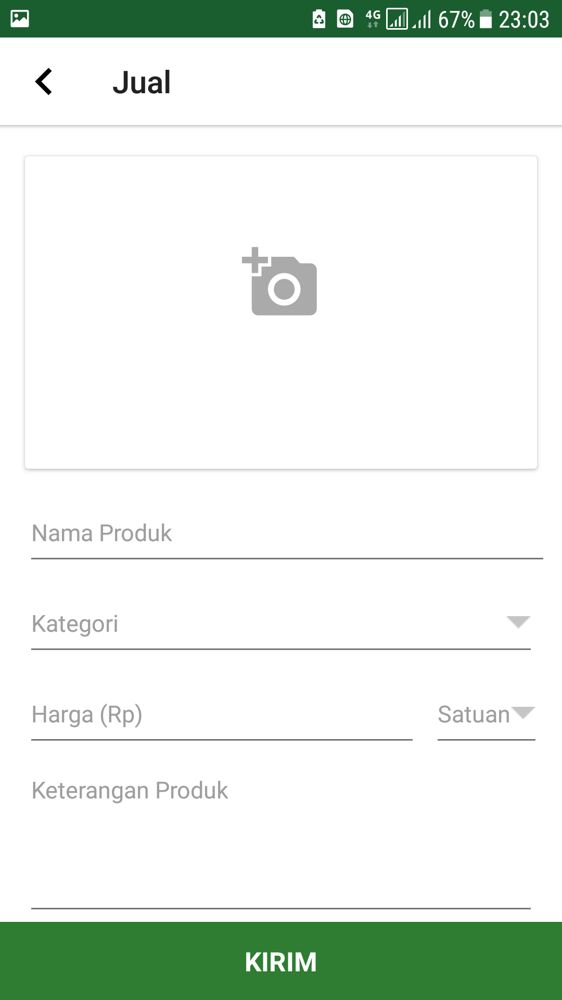 4G 67% 23:03
Jual
Nama Produk
Kategori
Harga (Rp) Satuan
Keterangan Produk
KIRIM